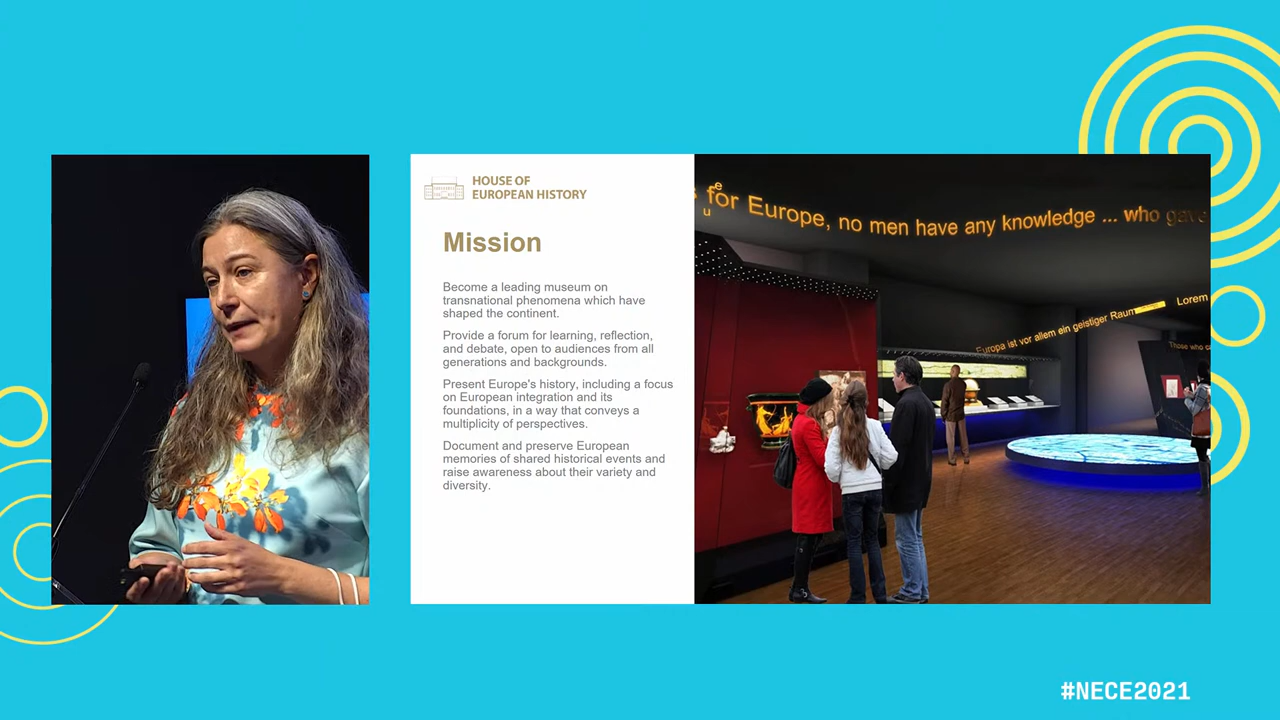 HOUSE OF
EUROPEAN HISTORY
Mission
Become a leading museum on
transnational phenomena which have
shaped the continent.
Provide a forum for learning, reflection,
and debate, open to audiences from all
generations and backgrounds.
Present Europe's history, including a focus
on European integration and its
foundations, in a way that conveys a
multiplicity of perspectives.
Document and preserve European
memories of shared historical events and
raise awareness about their variety and
diversity.
s for Europe, no men have any knowledge ... who gave
e
u
Europa ist vor allem ein geistiger Raum
Lorem
Those who
#NECE2021